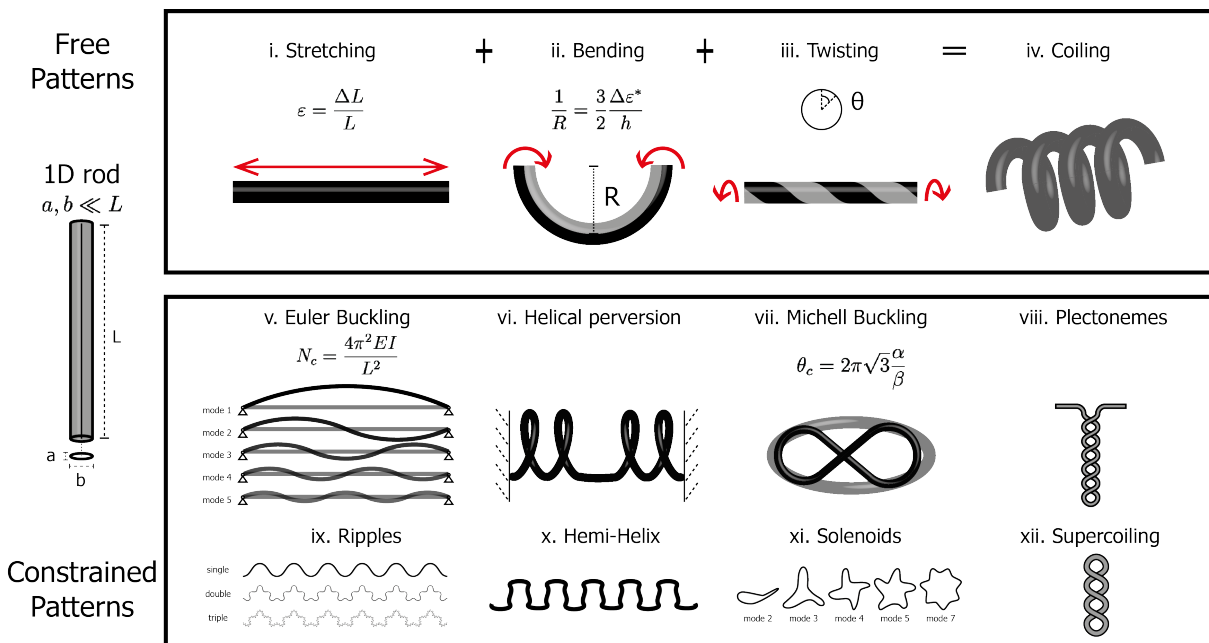 Free
Patterns
i. Stretching + ii. Bending + iii. Twisting = iv. Coiling
ε = ΔL/L
1/R = 3/2 Δε*/h
θ
R
1D rod
a, b ≪ L
L
a
b
v. Euler Buckling
N_c = 4π²EI/L²
mode 1
mode 2
mode 3
mode 4
mode 5
vi. Helical perversion
vii. Michell Buckling
θ_c = 2π√3 α/β
viii. Plectonemes
Constrained
Patterns
ix. Ripples
single
double
triple
x. Hemi-Helix
xi. Solenoids
mode 2 mode 3 mode 4 mode 5 mode 7
xii. Supercoiling